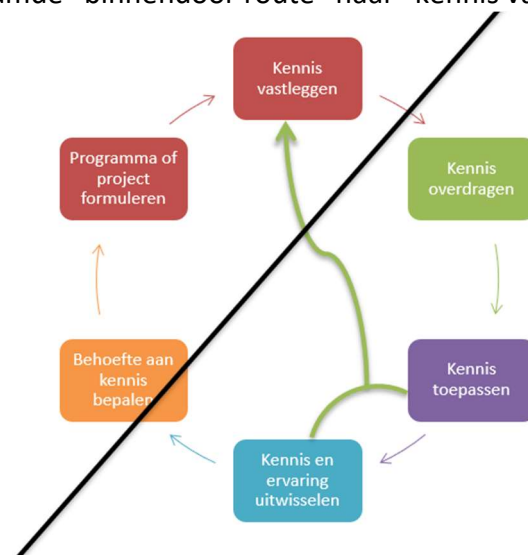 binnendoor-route naar kennis
Kennis
vastleggen
Programma of
project
formuleren
Kennis
overdragen
Behoefte aan
kennis
bepalen
Kennis
toepassen
Kennis en
ervaring
uitwisselen